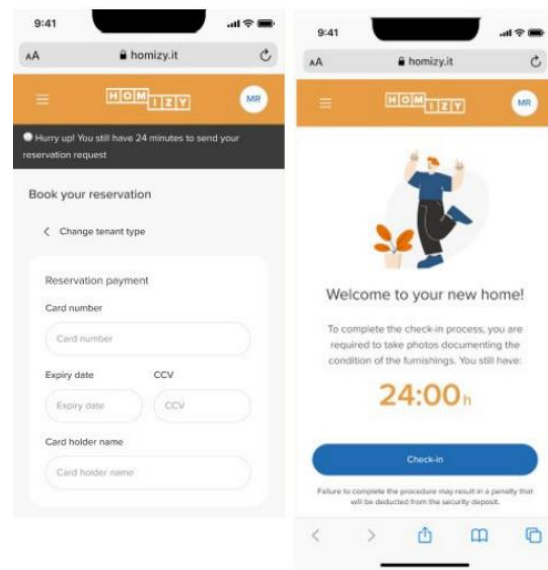 9:41
AA homizy.it
HOMIZY
MR
Hurry up! You still have 24 minutes to send your
reservation request
Book your reservation
< Change tenant type
Reservation payment
Card number
Card number
Expiry date CCV
Expiry date CCV
Card holder name
Card holder name
9:41
AA homizy.it
HOMIZY
MR
Welcome to your new home!
To complete the check-in process, you are
required to take photos documenting the
condition of the furnishings. You still have:
24:00 h
Check-in
Failure to complete the procedure may result in a penalty that
will be deducted from the security deposit.